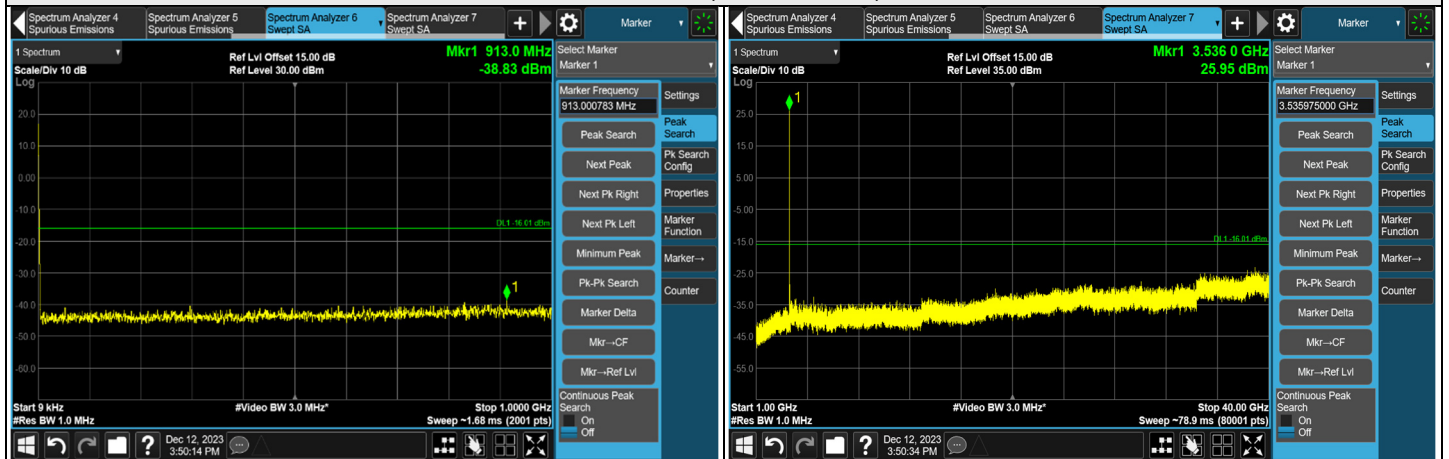 Spectrum Analyzer 4
Spurious Emissions
Spectrum Analyzer 5
Spurious Emissions
Spectrum Analyzer 6
Swept SA
Spectrum Analyzer 7
Swept SA
+
Marker
1 Spectrum
Scale/Div 10 dB
Log
Ref Lvl Offset 15.00 dB
Ref Level 30.00 dBm
Mkr1 913.0 MHz
-38.83 dBm
20.0
10.0
0.00
-10.0
-20.0
-30.0
-40.0
-50.0
-60.0
DL1 -16.01 dBm
1
Start 9 kHz
#Res BW 1.0 MHz
#Video BW 3.0 MHz*
Stop 1.0000 GHz
Sweep ~1.68 ms (2001 pts)
Select Marker
Marker 1
Marker Frequency
913.000783 MHz
Peak Search
Next Peak
Next Pk Right
Next Pk Left
Minimum Peak
Pk-Pk Search
Marker Delta
Mkr→CF
Mkr→Ref Lvl
Continuous Peak
Search
On
Off
Settings
Peak
Search
Pk Search
Config
Properties
Marker
Function
Marker→
Counter
?
Dec 12, 2023
3:50:14 PM
Spectrum Analyzer 4
Spurious Emissions
Spectrum Analyzer 5
Spurious Emissions
Spectrum Analyzer 6
Swept SA
Spectrum Analyzer 7
Swept SA
+
Marker
1 Spectrum
Scale/Div 10 dB
Log
Ref Lvl Offset 15.00 dB
Ref Level 35.00 dBm
Mkr1 3.536 0 GHz
25.95 dBm
25.0
15.0
5.00
-5.00
-15.0
-25.0
-35.0
-45.0
-55.0
DL1 -16.01 dBm
1
Start 1.00 GHz
#Res BW 1.0 MHz
#Video BW 3.0 MHz*
Stop 40.00 GHz
Sweep ~78.9 ms (80001 pts)
Select Marker
Marker 1
Marker Frequency
3.535975000 GHz
Peak Search
Next Peak
Next Pk Right
Next Pk Left
Minimum Peak
Pk-Pk Search
Marker Delta
Mkr→CF
Mkr→Ref Lvl
Continuous Peak
Search
On
Off
Settings
Peak
Search
Pk Search
Config
Properties
Marker
Function
Marker→
Counter
?
Dec 12, 2023
3:50:34 PM